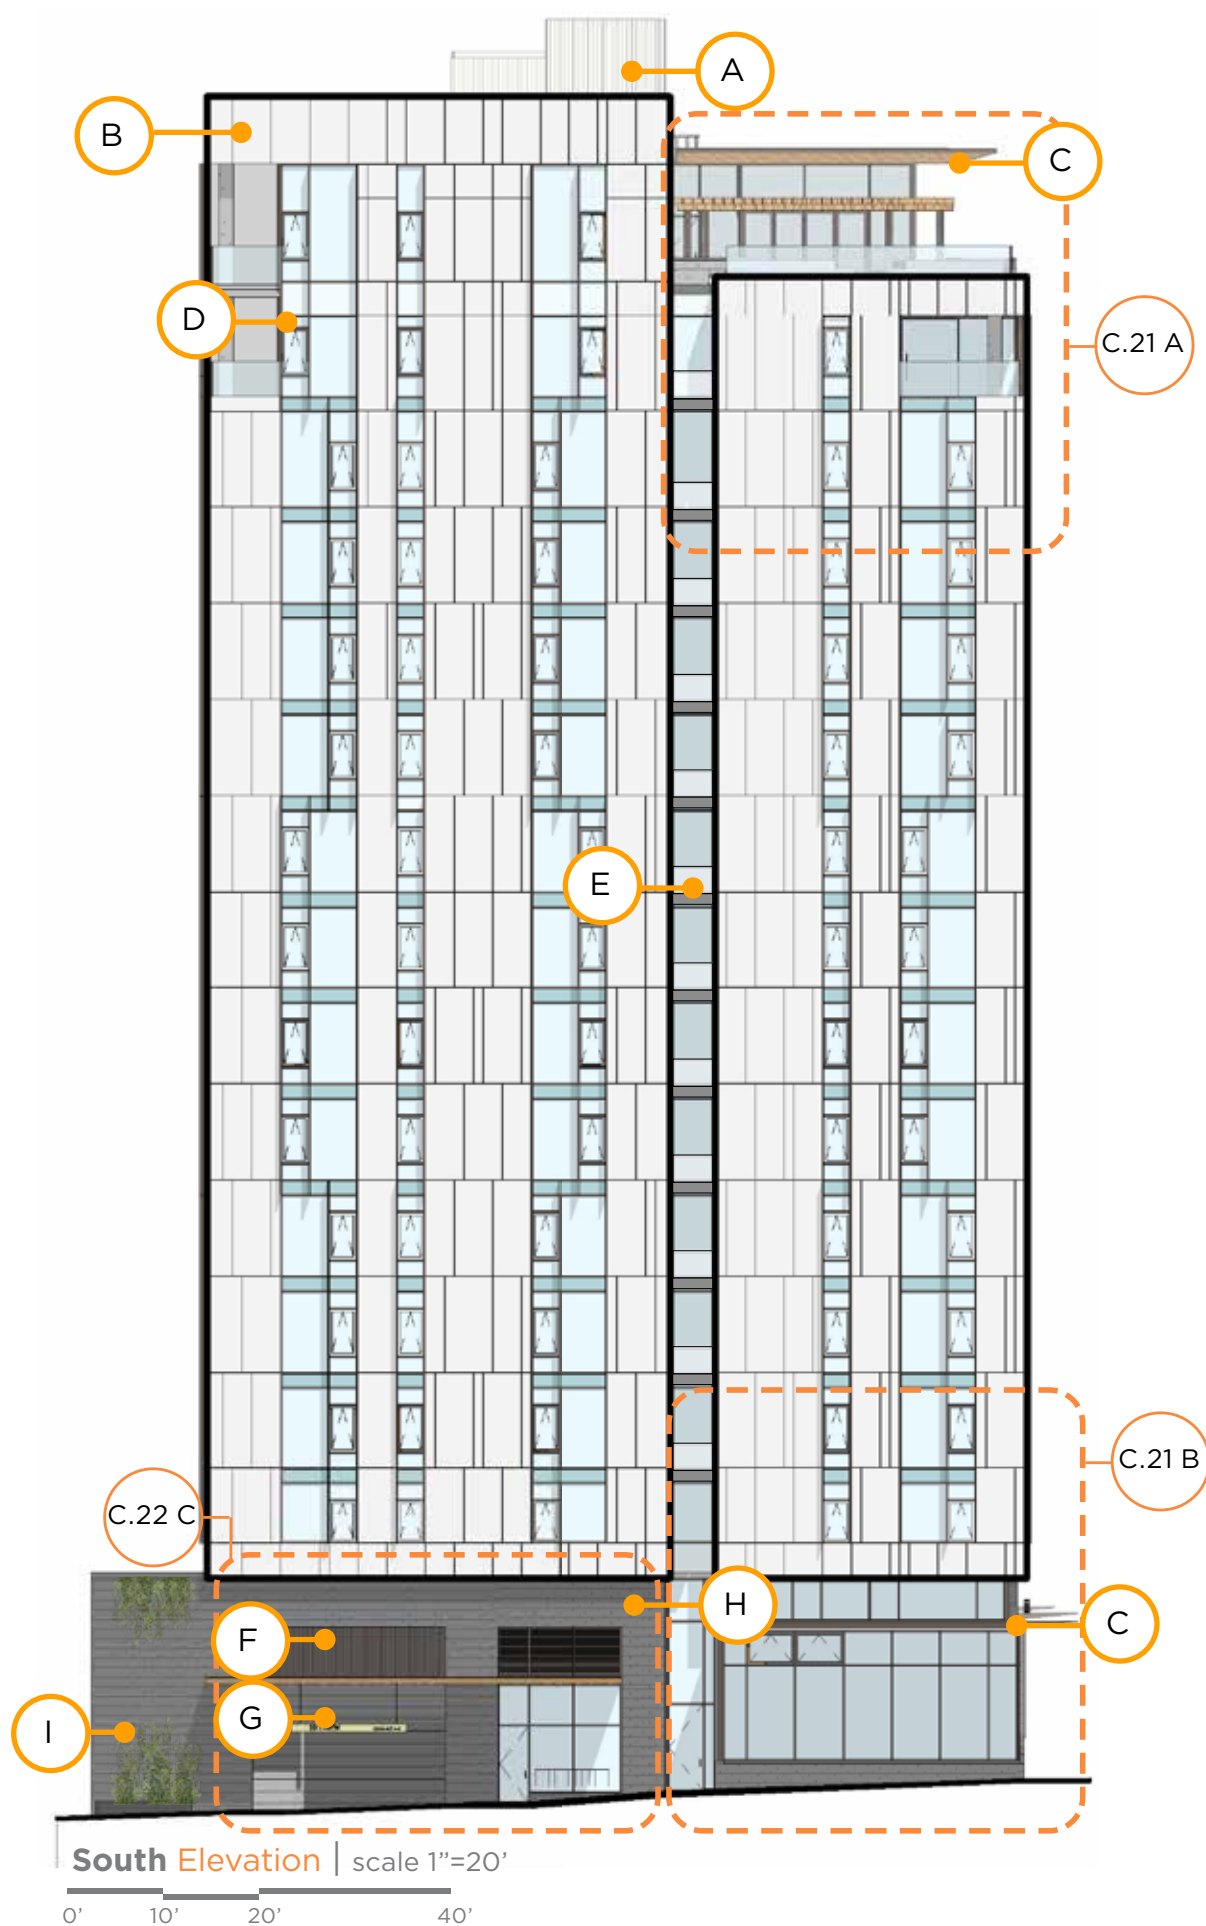 A
B
C
D
C.21 A
E
C.21 B
C.22 C
H
C
F
G
I
South Elevation | scale 1”=20’
0’ 10’ 20’ 40’